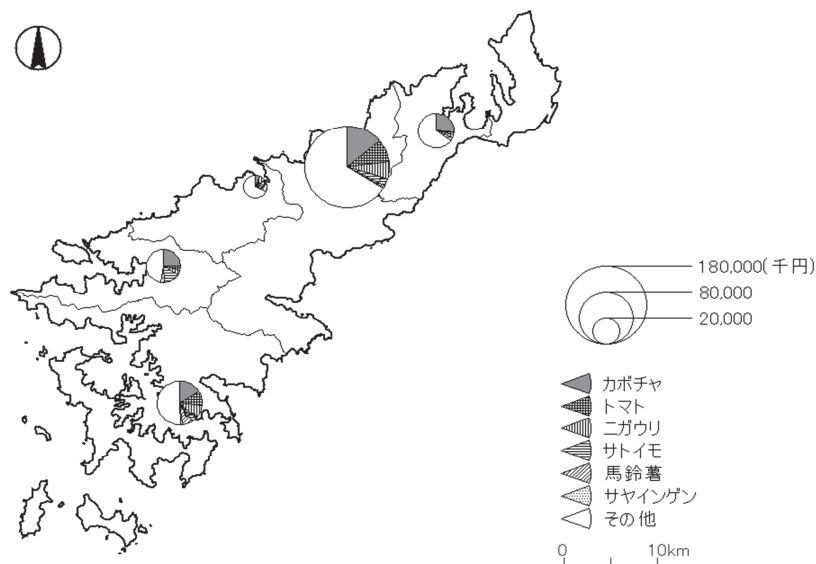 180,000(千円)
80,000
20,000
カボチャ
トマト
ニガウリ
サトイモ
馬鈴薯
サヤインゲン
その他
0 10km